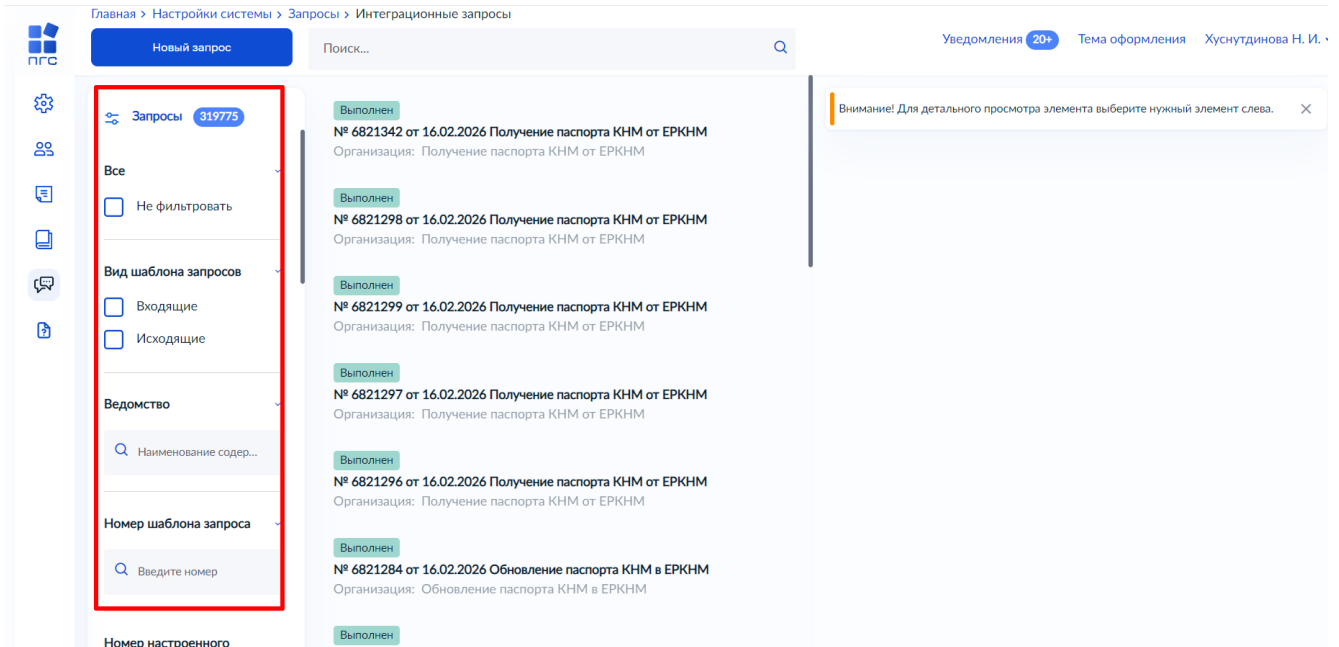 Главная > Настройки системы > Запросы > Интеграционные запросы
пгс
Новый запрос
Поиск...
Уведомления 20+ Тема оформления Хуснутдинова Н. И.
Запросы 319775
Все
Не фильтровать
Вид шаблона запросов
Входящие
Исходящие
Ведомство
Наименование содер...
Номер шаблона запроса
Введите номер
Номер настроенного
Выполнен
№ 6821342 от 16.02.2026 Получение паспорта КНМ от ЕРКНМ
Организация: Получение паспорта КНМ от ЕРКНМ
Выполнен
№ 6821298 от 16.02.2026 Получение паспорта КНМ от ЕРКНМ
Организация: Получение паспорта КНМ от ЕРКНМ
Выполнен
№ 6821299 от 16.02.2026 Получение паспорта КНМ от ЕРКНМ
Организация: Получение паспорта КНМ от ЕРКНМ
Выполнен
№ 6821297 от 16.02.2026 Получение паспорта КНМ от ЕРКНМ
Организация: Получение паспорта КНМ от ЕРКНМ
Выполнен
№ 6821296 от 16.02.2026 Получение паспорта КНМ от ЕРКНМ
Организация: Получение паспорта КНМ от ЕРКНМ
Выполнен
№ 6821284 от 16.02.2026 Обновление паспорта КНМ в ЕРКНМ
Организация: Обновление паспорта КНМ в ЕРКНМ
Выполнен
Внимание! Для детального просмотра элемента выберите нужный элемент слева.